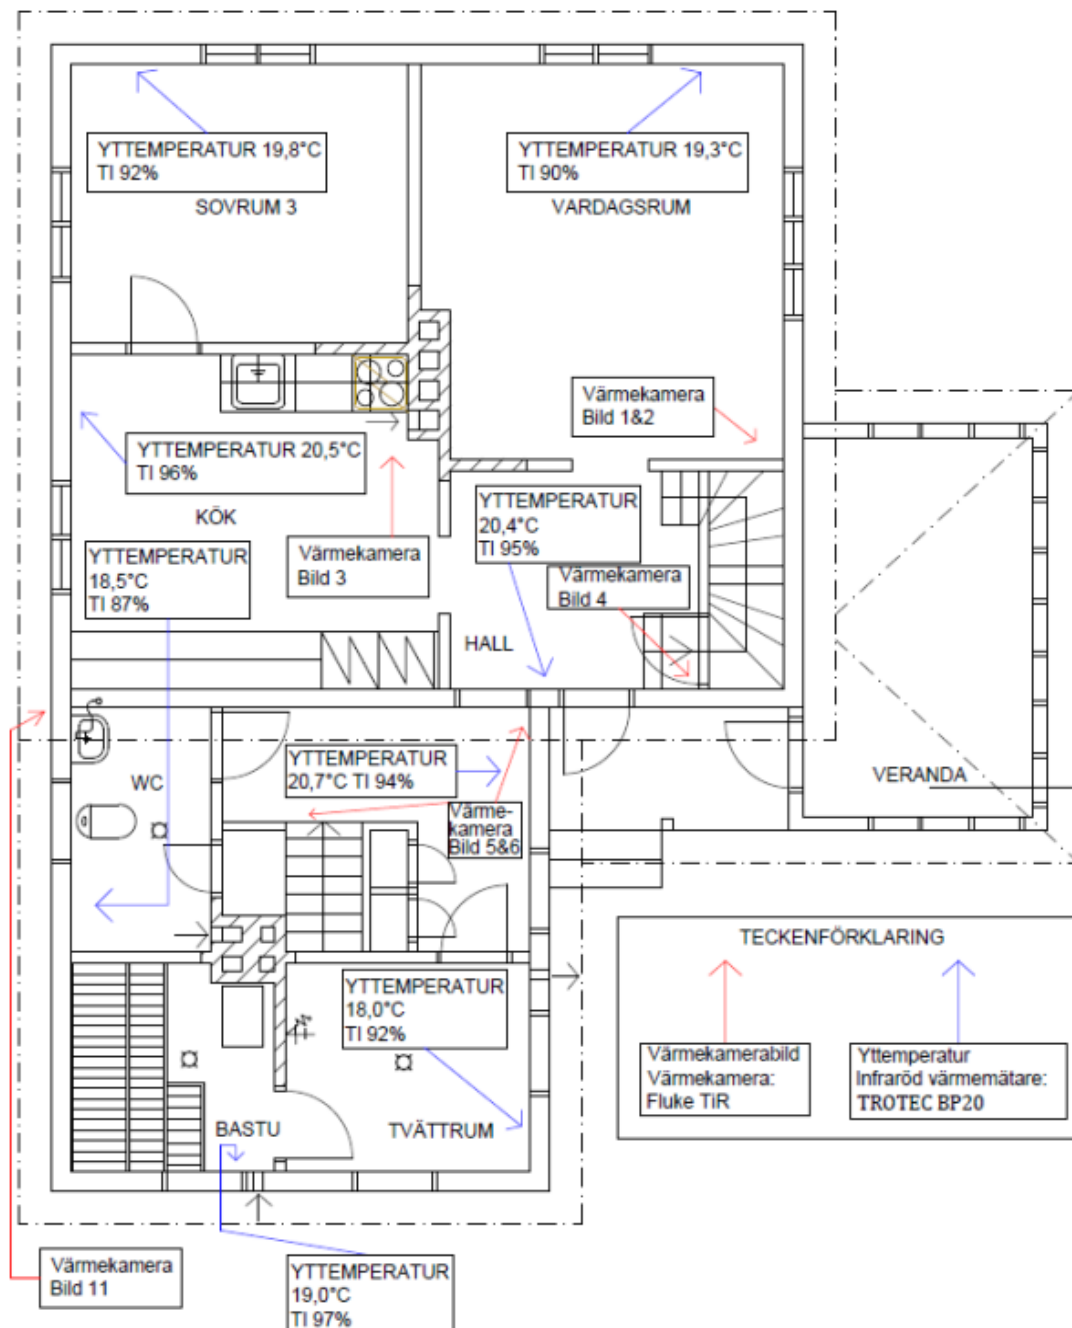 YTTEMPERATUR 19,8°C
TI 92%
SOVRUM 3
YTTEMPERATUR 19,3°C
TI 90%
VARDAGSRUM
Värmekamera
Bild 1&2
YTTEMPERATUR 20,5°C
TI 96%
KÖK
YTTEMPERATUR
18,5°C
TI 87%
Värmekamera
Bild 3
YTTEMPERATUR
20,4°C
TI 95%
Värmekamera
Bild 4
HALL
WC
YTTEMPERATUR
20,7°C TI 94%
Värme-
kamera
Bild 5&6
VERANDA
TECKENFÖRKLARING
Värmekamerabild
Värmekamera:
Fluke TiR
Yttemperatur
Infraröd värmemätare:
TROTEC BP20
YTTEMPERATUR
18,0°C
TI 92%
BASTU
TVÄTTRUM
Värmekamera
Bild 11
YTTEMPERATUR
19,0°C
TI 97%